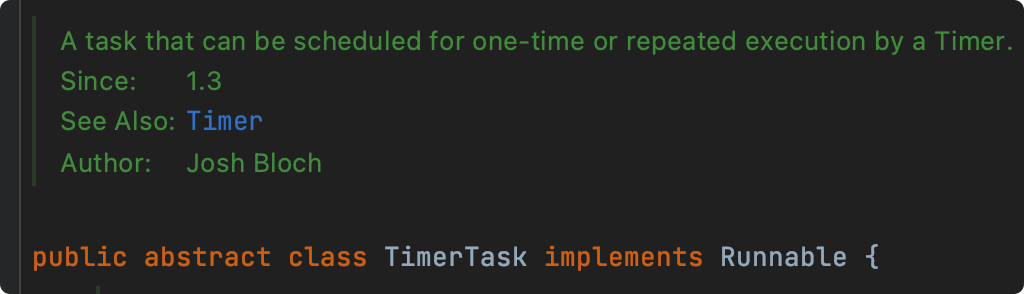 A task that can be scheduled for one-time or repeated execution by a Timer.
Since: 1.3
See Also: Timer
Author: Josh Bloch
public abstract class TimerTask implements Runnable {